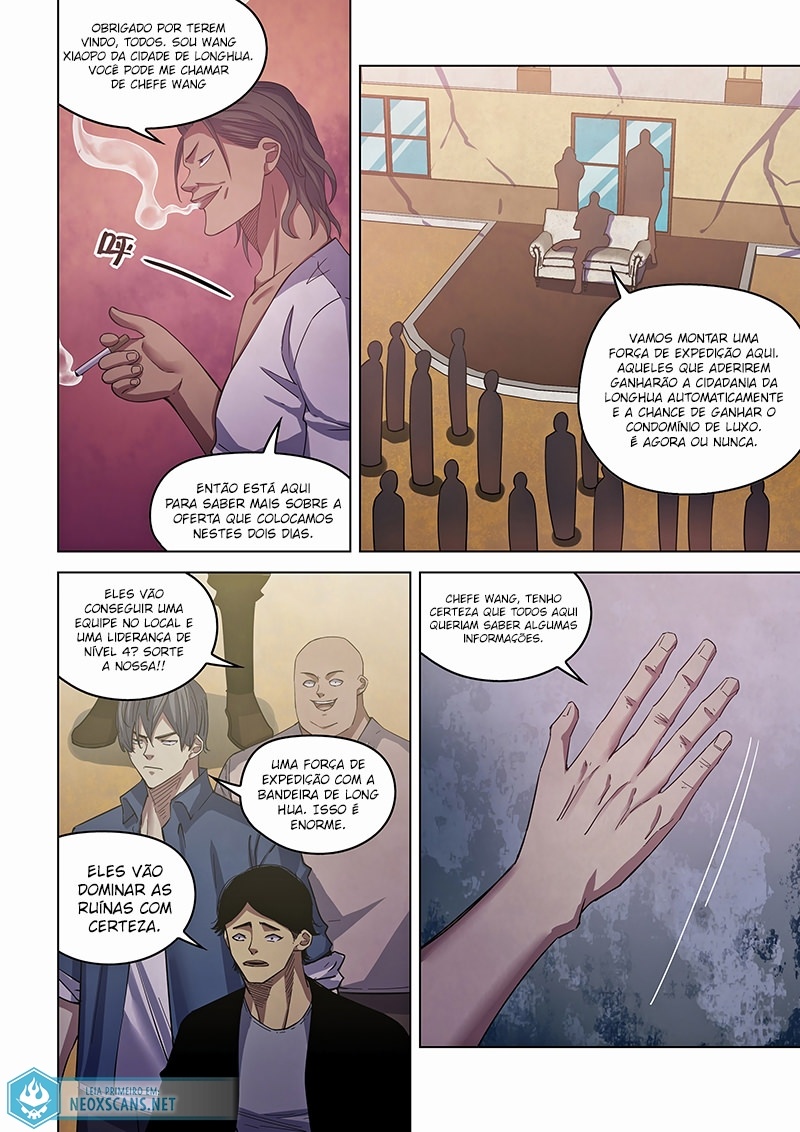 OBRIGADO POR TEREM
VINDO, TODOS. SOU WANG
XIAOPO DA CIDADE DE LONGHUA.
VOCÊ PODE ME CHAMAR
DE CHEFE WANG
呼
ENTÃO ESTÁ AQUI
PARA SABER MAIS SOBRE A
OFERTA QUE COLOCAMOS
NESTES DOIS DIAS.
VAMOS MONTAR UMA
FORÇA DE EXPEDIÇÃO AQUI.
AQUELES QUE ADERIREM
GANHARÃO A CIDADANIA DA
LONGHUA AUTOMATICAMENTE
E A CHANCE DE GANHAR O
CONDOMÍNIO DE LUXO.
É AGORA OU NUNCA.
ELES VÃO
CONSEGUIR UMA
EQUIPE NO LOCAL E
UMA LIDERANÇA DE
NÍVEL 4? SORTE
A NOSSA!!
UMA FORÇA DE
EXPEDIÇÃO COM A
BANDEIRA DE LONG
HUA. ISSO É
ENORME.
ELES VÃO
DOMINAR AS
RUÍNAS COM
CERTEZA.
CHEFE WANG, TENHO
CERTEZA QUE TODOS AQUI
QUERIAM SABER ALGUMAS
INFORMAÇÕES.
LEIA PRIMEIRO EM:
NEOXSCANS.NET